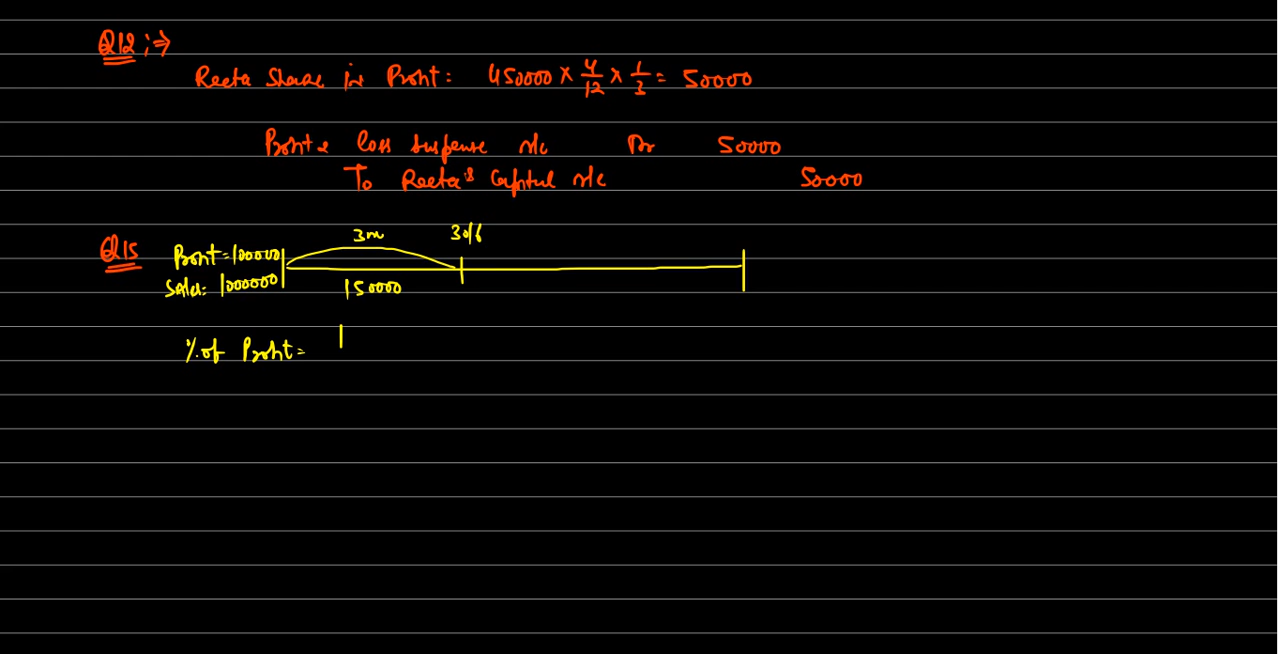 Q12 :⇒
Reeta Share in Profit : 450000 × 4/12 × 1/3 = 50000
Profit & loss suspense A/c Dr 50000
To Reeta's Capital A/c 50000
3m 30/6
Q15 Profit = 100000
Sales: 1000000 150000
% of Profit = 1